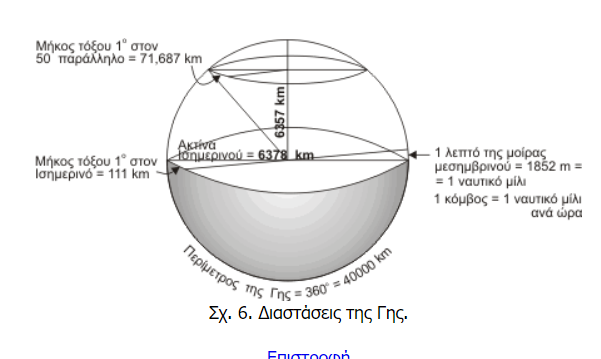 Μήκος τόξου 1° στον
50° παράλληλο = 71,687 km
6357 km
Ακτίνα
Ισημερινού = 6378 km
Μήκος τόξου 1° στον
Ισημερινό = 111 km
1 λεπτό της μοίρας
μεσημβρινού = 1852 m =
= 1 ναυτικό μίλι
1 κόμβος = 1 ναυτικό μίλι
ανά ώρα
Περίμετρος της Γης = 360° = 40000 km
Σχ. 6. Διαστάσεις της Γης.
Επιστροφή